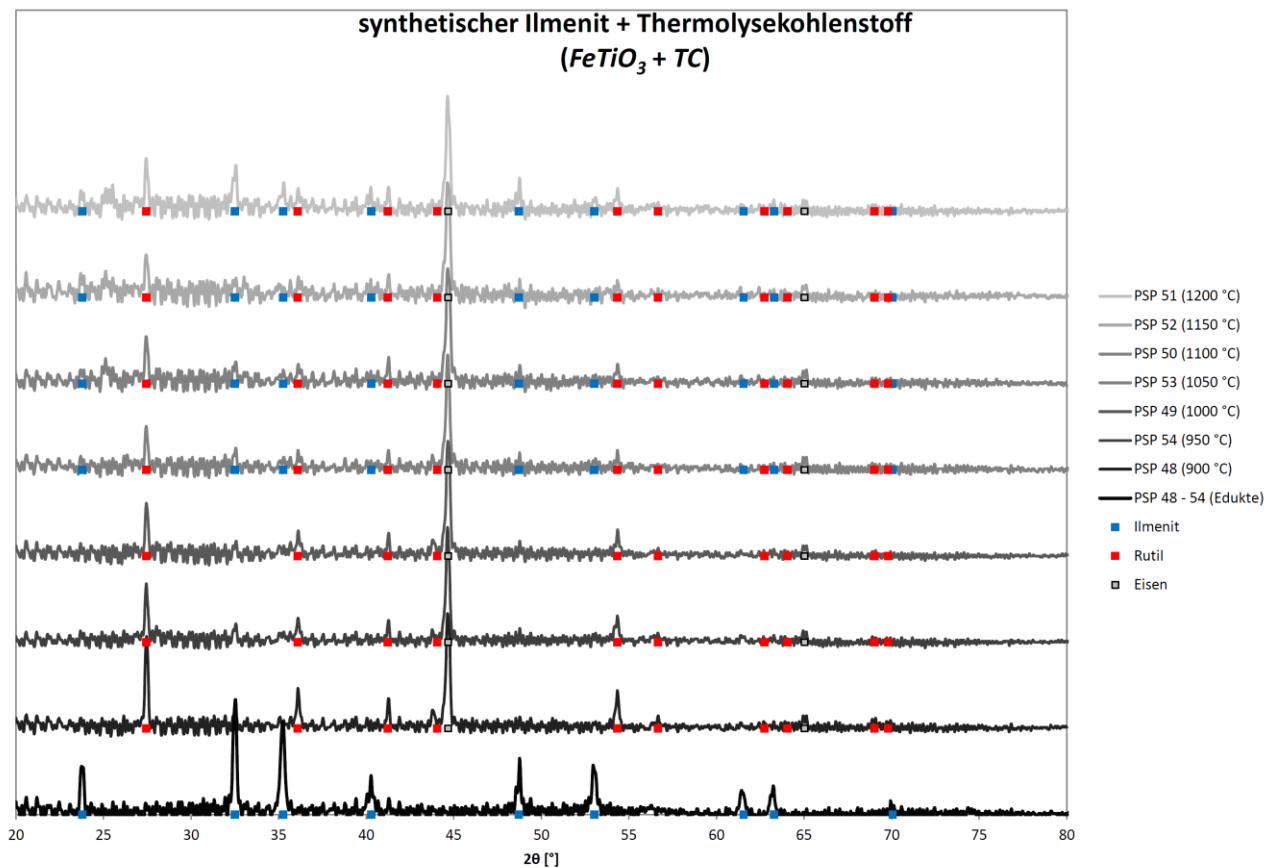 synthetischer Ilmenit + Thermolysekohlenstoff
(FeTiO₃ + TC)
PSP 51 (1200 °C)
PSP 52 (1150 °C)
PSP 50 (1100 °C)
PSP 53 (1050 °C)
PSP 49 (1000 °C)
PSP 54 (950 °C)
PSP 48 (900 °C)
PSP 48 - 54 (Edukte)
Ilmenit
Rutil
Eisen
20 25 30 35 40 45 50 55 60 65 70 75 80
2θ [°]